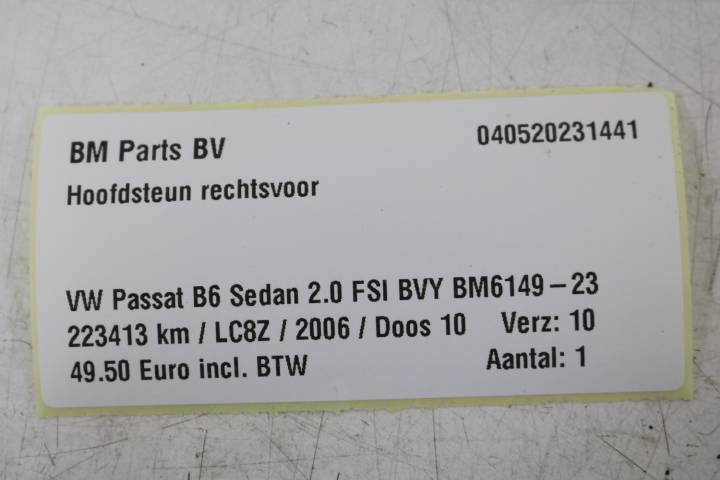 BM Parts BV 040520231441
Hoofdsteun rechtsvoor
VW Passat B6 Sedan 2.0 FSI BVY BM6149-23
223413 km / LC8Z / 2006 / Doos 10 Verz: 10
49.50 Euro incl. BTW Aantal: 1